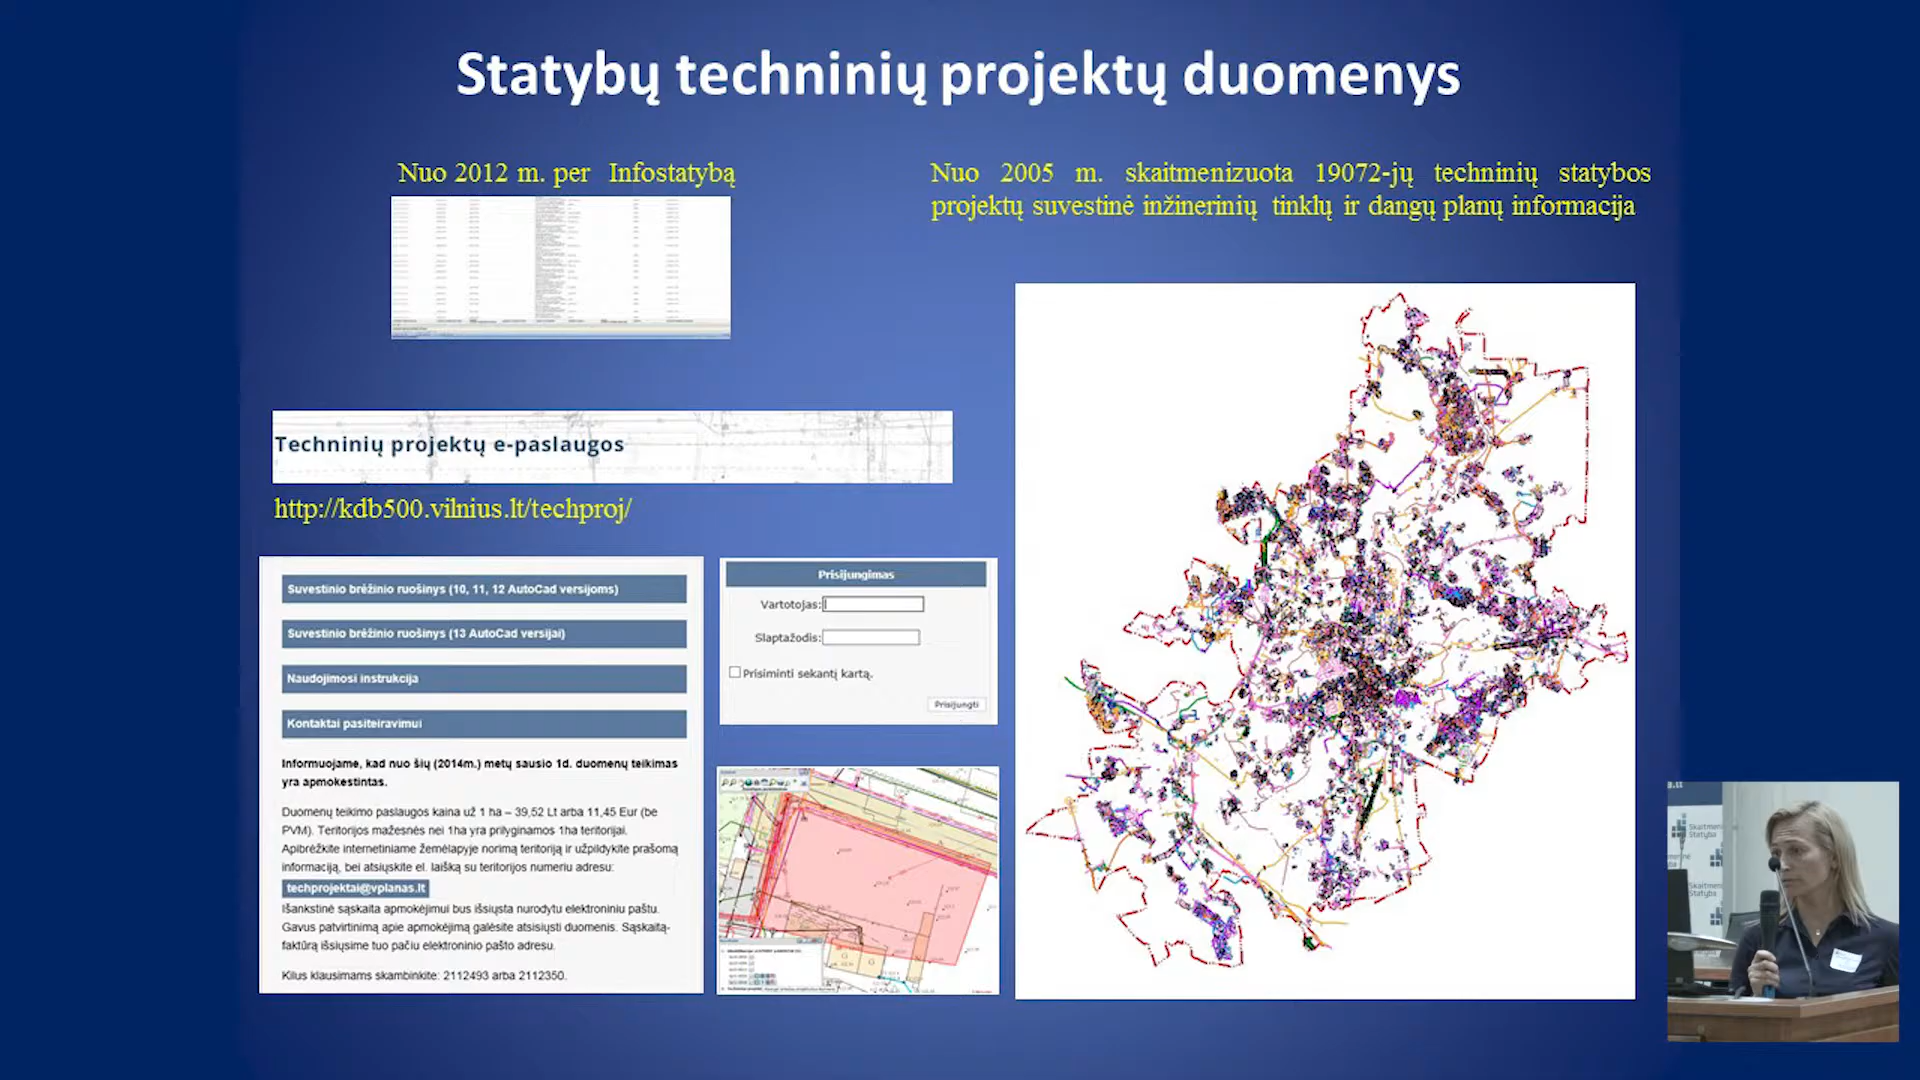 Statybų techninių projektų duomenys
Nuo 2012 m. per Infostatybą
Nuo 2005 m. skaitmenizuota 19072-jų techninių statybos
projektų suvestinė inžinerinių tinklų ir dangų planų informacija
Techninių projektų e-paslaugos
http://kdb500.vilnius.lt/techproj/
Suvestinio brėžinio ruošinys (10, 11, 12 AutoCad versijoms)
Suvestinio brėžinio ruošinys (13 AutoCad versijai)
Naudojimosi instrukcija
Kontaktai pasiteiravimui
Informuojame, kad nuo šių (2014m.) metų sausio 1d. duomenų teikimas
yra apmokestintas.
Duomenų teikimo paslaugos kaina už 1 ha – 39,52 Lt arba 11,45 Eur (be
PVM). Teritorijos mažesnės nei 1ha yra prilyginamos 1ha teritorijai.
Apibrėžkite internetiniame žemėlapyje norimą teritoriją ir užpildykite prašomą
informaciją, bei atsiųskite el. laišką su teritorijos numeriu adresu:
techprojektai@vplanas.lt
Išankstinė sąskaita apmokėjimui bus išsiųsta nurodytu elektroniniu paštu.
Gavus patvirtinimą apie apmokėjimą galėsite atsisiųsti duomenis. Sąskaitą-
faktūrą išsiųsime tuo pačiu elektroninio pašto adresu.
Kilus klausimams skambinkite: 2112493 arba 2112350.
Prisijungimas
Vartotojas:
Slaptažodis:
Prisiminti sekantį kartą.
Prisijungti
Skaitmeni
Statyba